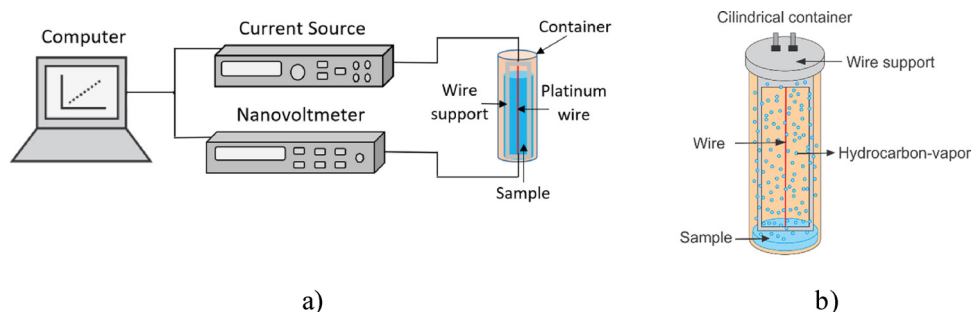 Computer
Current Source
Container
Wire
support
Platinum
wire
Nanovoltmeter
Sample
a)
Cilindrical container
Wire support
Wire
Hydrocarbon-vapor
Sample
b)